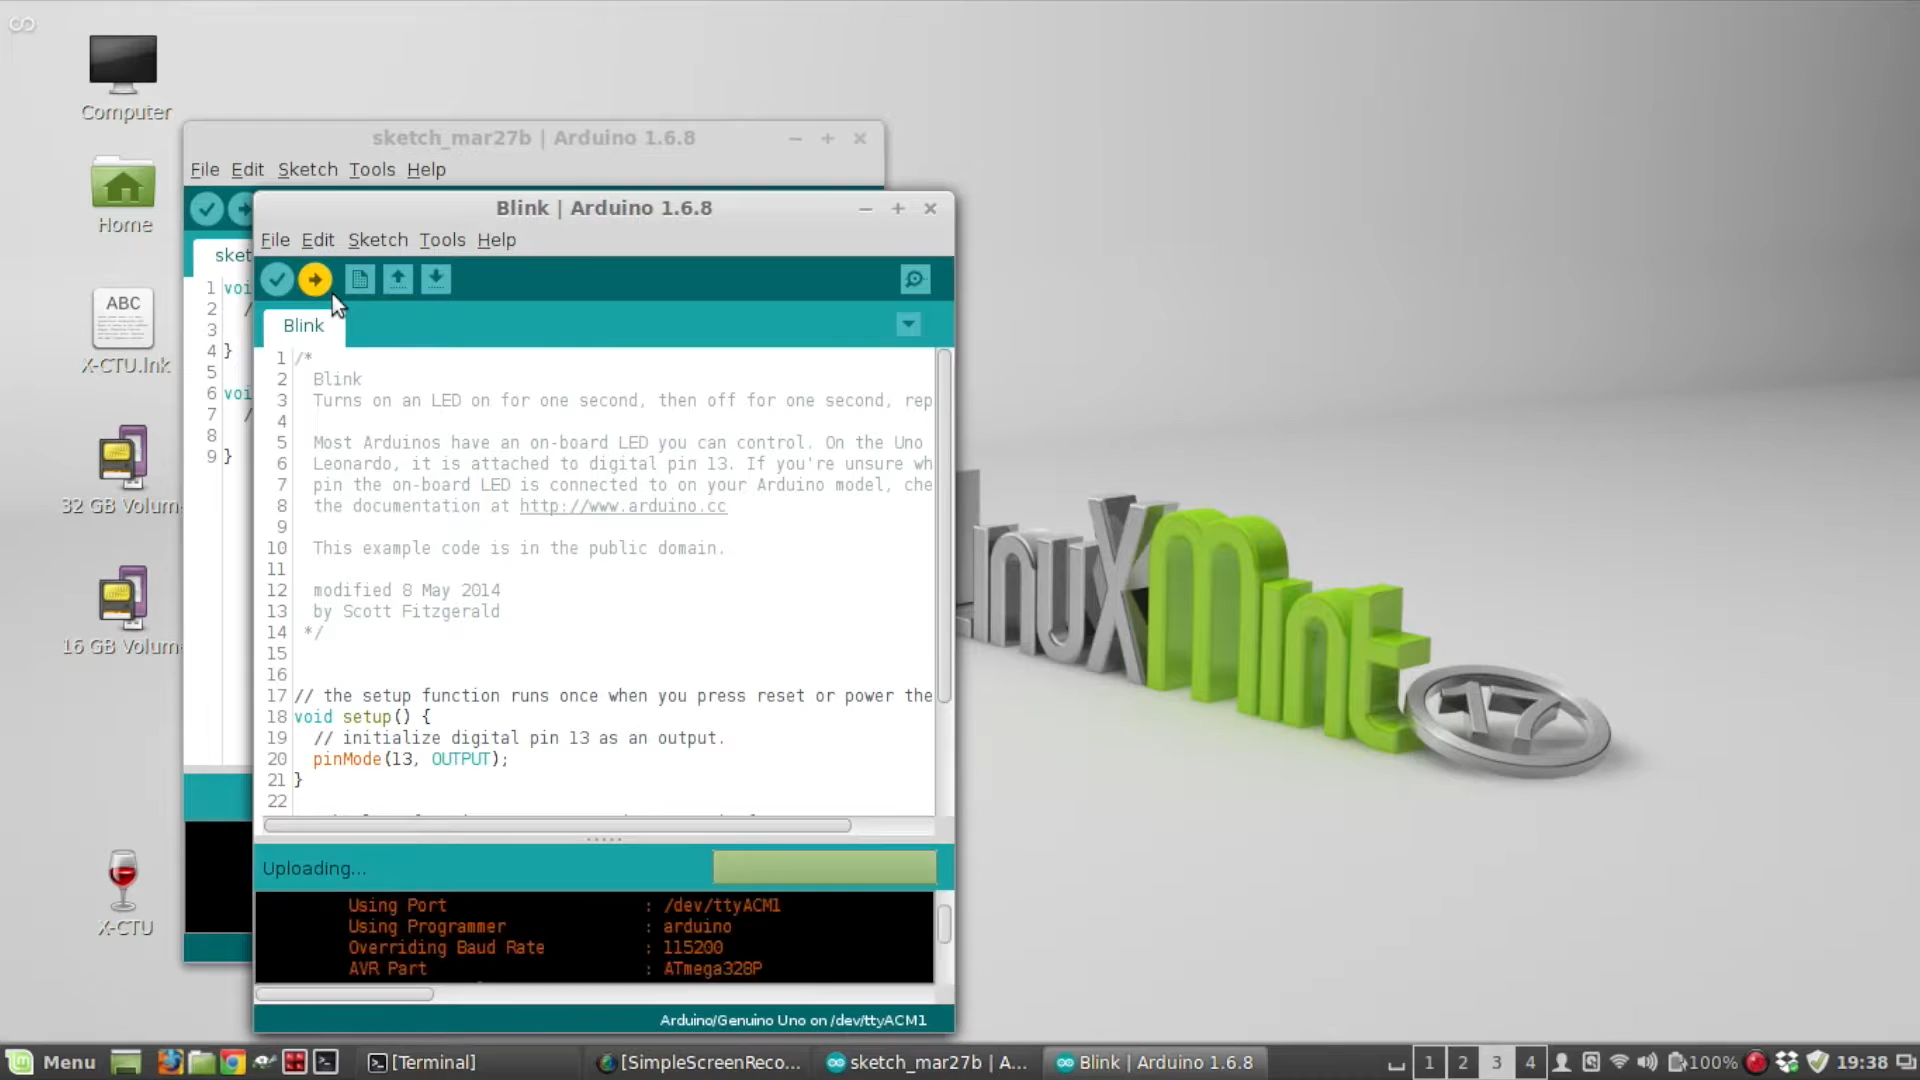 Computer
Home
ABC
X-CTU.lnk
32 GB Volum
16 GB Volum
X-CTU
sketch_mar27b | Arduino 1.6.8
File Edit Sketch Tools Help
sket
1 voi
2 /
3
4 }
5
6 voi
7 /
8
9 }
Blink | Arduino 1.6.8
File Edit Sketch Tools Help
Blink
1 /*
2 Blink
3 Turns on an LED on for one second, then off for one second, rep
4
5 Most Arduinos have an on-board LED you can control. On the Uno
6 Leonardo, it is attached to digital pin 13. If you're unsure wh
7 pin the on-board LED is connected to on your Arduino model, che
8 the documentation at http://www.arduino.cc
9
10 This example code is in the public domain.
11
12 modified 8 May 2014
13 by Scott Fitzgerald
14 */
15
16
17 // the setup function runs once when you press reset or power the
18 void setup() {
19 // initialize digital pin 13 as an output.
20 pinMode(13, OUTPUT);
21 }
22
Uploading...
Using Port : /dev/ttyACM1
Using Programmer : arduino
Overriding Baud Rate : 115200
AVR Part : ATmega328P
Arduino/Genuino Uno on /dev/ttyACM1
LinuxMint
17
Menu [Terminal] [SimpleScreenReco... sketch_mar27b | A... Blink | Arduino 1.6.8 1 2 3 4 100% 19:38